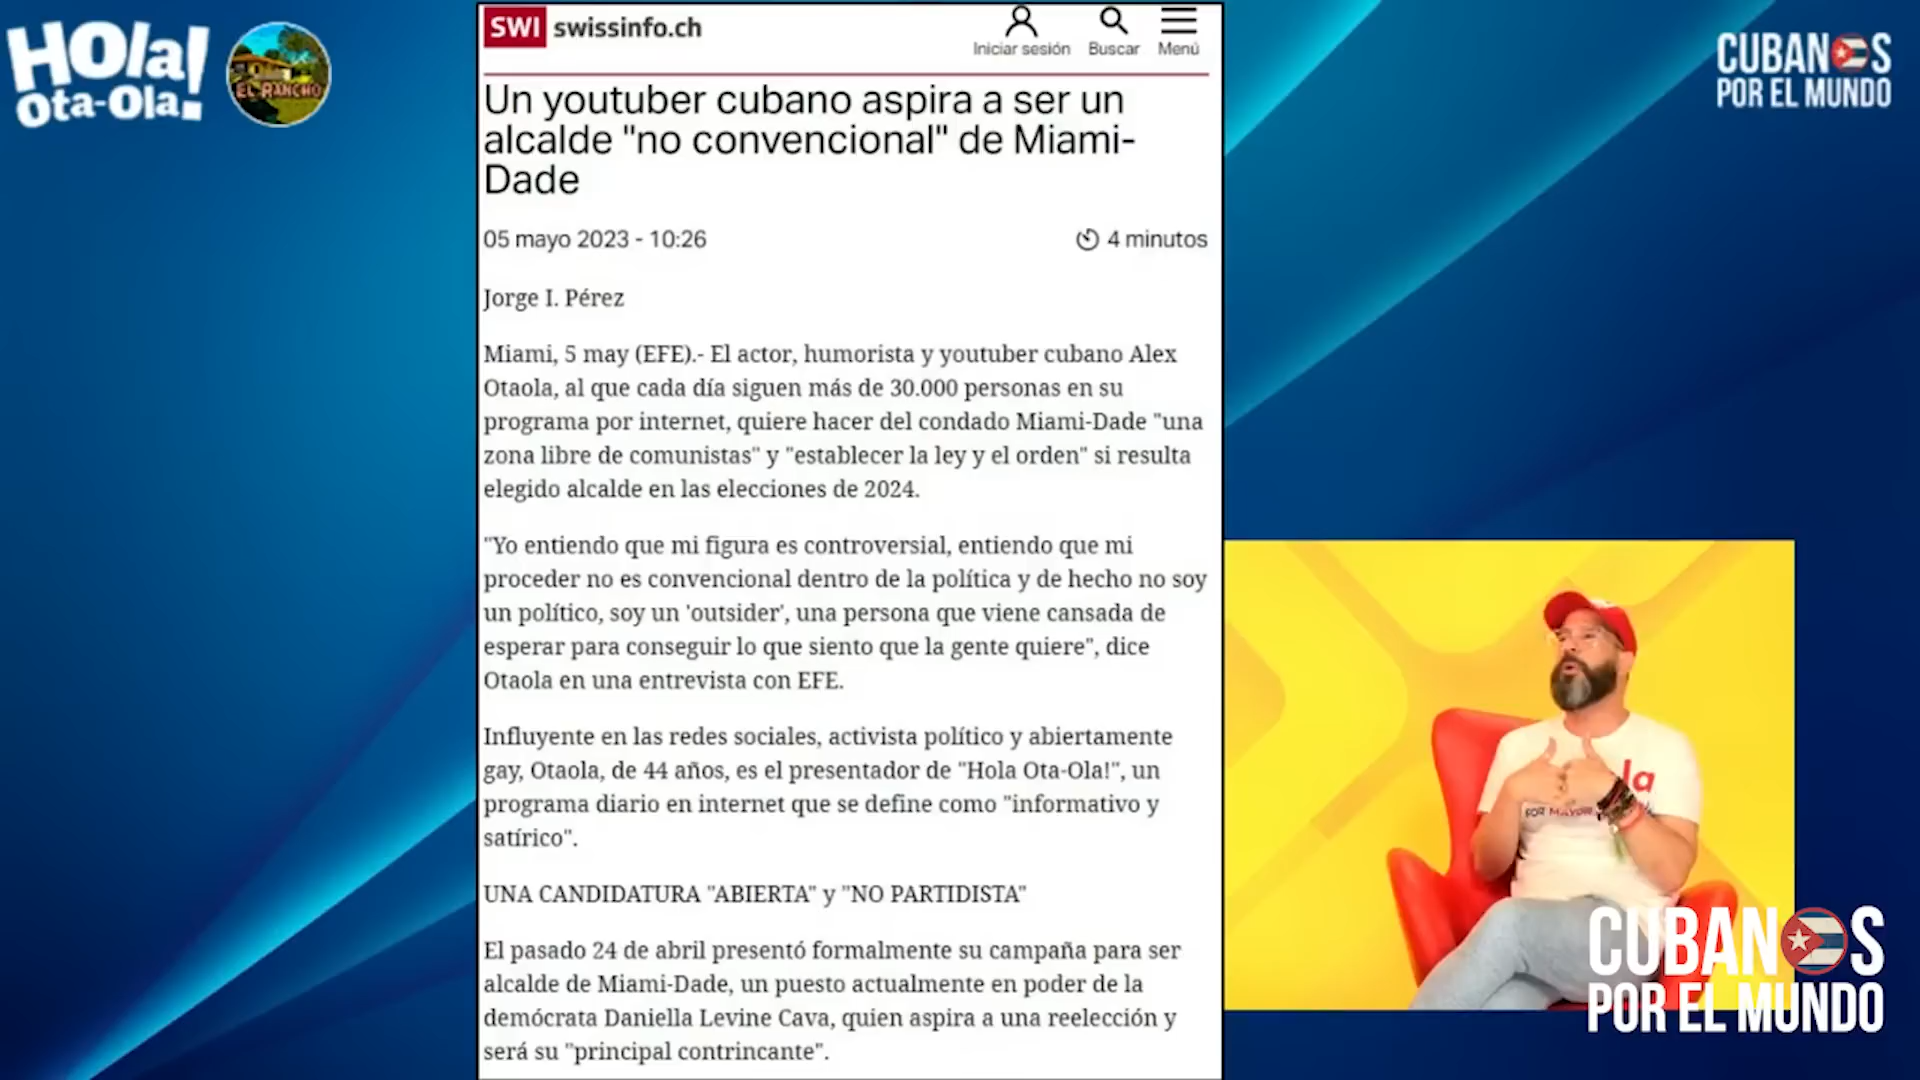 HOla!
Ota-Ola!
EL RANCHO
SWI swissinfo.ch
Iniciar sesión Buscar Menú
Un youtuber cubano aspira a ser un
alcalde "no convencional" de Miami-
Dade
05 mayo 2023 - 10:26
4 minutos
Jorge I. Pérez
Miami, 5 may (EFE).- El actor, humorista y youtuber cubano Alex
Otaola, al que cada día siguen más de 30.000 personas en su
programa por internet, quiere hacer del condado Miami-Dade "una
zona libre de comunistas" y "establecer la ley y el orden" si resulta
elegido alcalde en las elecciones de 2024.
"Yo entiendo que mi figura es controversial, entiendo que mi
proceder no es convencional dentro de la política y de hecho no soy
un político, soy un 'outsider', una persona que viene cansada de
esperar para conseguir lo que siento que la gente quiere", dice
Otaola en una entrevista con EFE.
Influyente en las redes sociales, activista político y abiertamente
gay, Otaola, de 44 años, es el presentador de "Hola Ota-Ola!", un
programa diario en internet que se define como "informativo y
satírico".
UNA CANDIDATURA "ABIERTA" y "NO PARTIDISTA"
El pasado 24 de abril presentó formalmente su campaña para ser
alcalde de Miami-Dade, un puesto actualmente en poder de la
demócrata Daniella Levine Cava, quien aspira a una reelección y
será su "principal contrincante".
CUBANOS
POR EL MUNDO
la
FOR MAYOR
CUBANOS
POR EL MUNDO